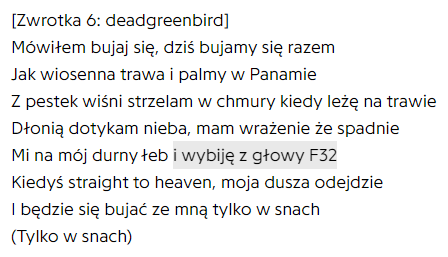 [Zwrotka 6: deadgreenbird]
Mówiłem bujaj się, dziś bujamy się razem
Jak wiosenna trawa i palmy w Panamie
Z pestek wiśni strzelam w chmury kiedy leżę na trawie
Dłonią dotykam nieba, mam wrażenie że spadnie
Mi na mój durny łeb i wybiję z głowy F32
Kiedyś straight to heaven, moja dusza odejdzie
I będzie się bujać ze mną tylko w snach
(Tylko w snach)